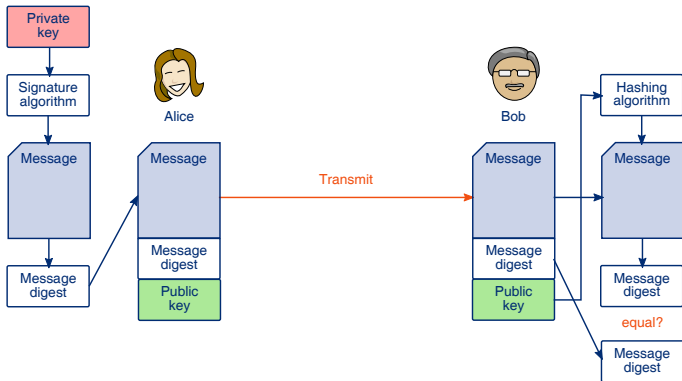 Private
key
Signature
algorithm
Message
Message
digest
Alice
Message
Message
digest
Public
key
Transmit
Bob
Message
Message
digest
Public
key
Hashing
algorithm
Message
Message
digest
equal?
Message
digest